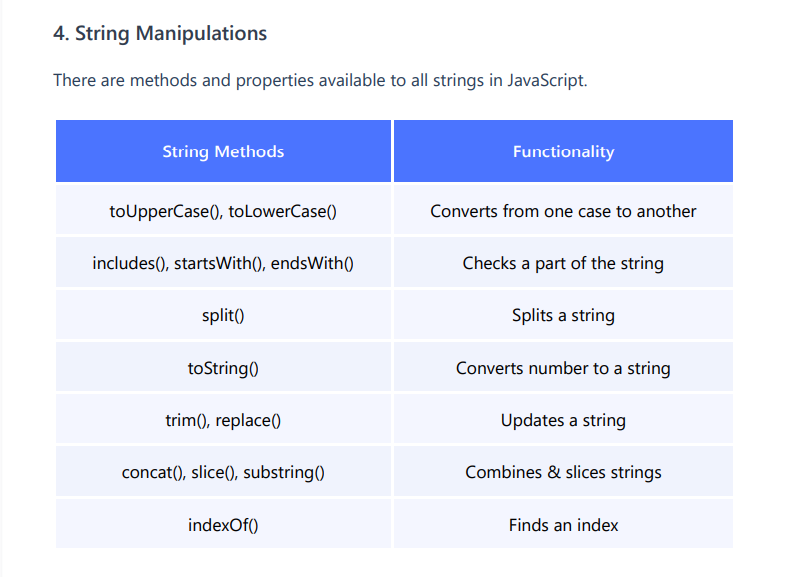 4. String Manipulations
There are methods and properties available to all strings in JavaScript.
String Methods Functionality
toUpperCase(), toLowerCase() Converts from one case to another
includes(), startsWith(), endsWith() Checks a part of the string
split() Splits a string
toString() Converts number to a string
trim(), replace() Updates a string
concat(), slice(), substring() Combines & slices strings
indexOf() Finds an index